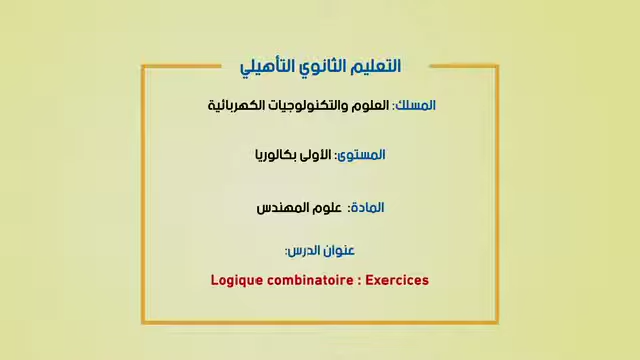 التعليم الثانوي التأهيلي
المسلك: العلوم والتكنولوجيات الكهربائية
المستوى: الأولى بكالوريا
المادة: علوم المهندس
عنوان الدرس:
Logique combinatoire : Exercices